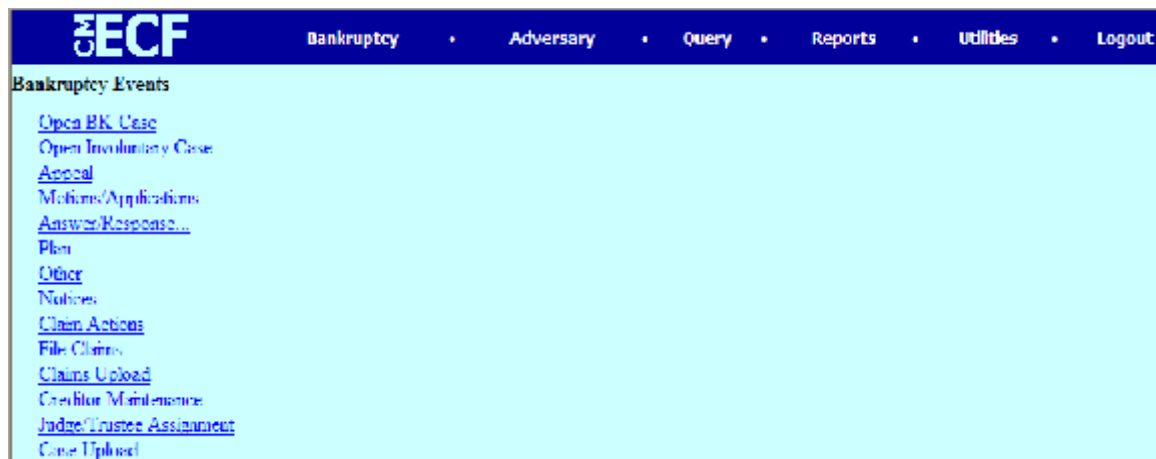 CM ECF Bankruptcy • Adversary • Query • Reports • Utilities • Logout
Bankruptcy Events
Open BK Case
Open Involuntary Case
Appeal
Motions/Applications
Answer/Response...
Plan
Other
Notices
Claim Actions
File Claims
Claims Upload
Creditor Maintenance
Judge/Trustee Assignment
Case Upload